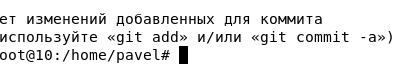 ет изменений добавленных для коммита
используйте «git add» и/или «git commit -a»)
oot@10:/home/pavel#